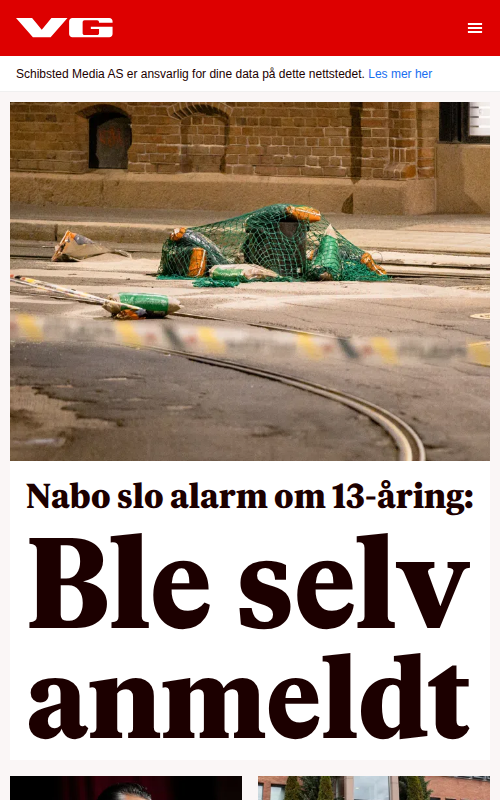 VG
Schibsted Media AS er ansvarlig for dine data på dette nettstedet. Les mer her
Nabo slo alarm om 13-åring:
Ble selv
anmeldt